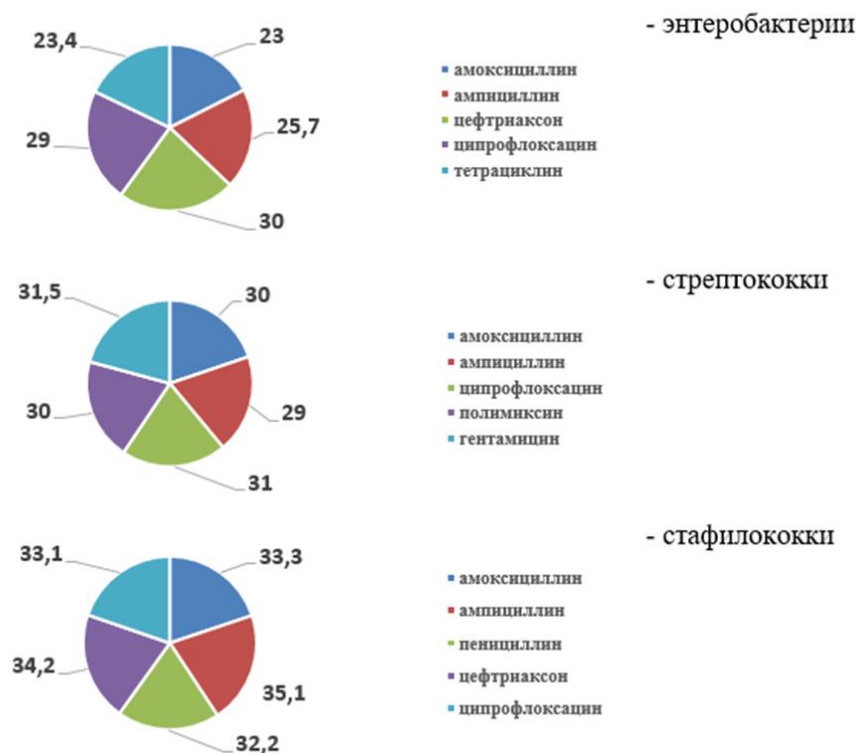 - энтеробактерии
23,4
23
25,7
30
29
амоксициллин
ампициллин
цефтриаксон
ципрофлоксацин
тетрациклин
- стрептококки
31,5
30
29
31
30
амоксициллин
ампициллин
ципрофлоксацин
полимиксин
гентамицин
- стафилококки
33,1
33,3
35,1
32,2
34,2
амоксициллин
ампициллин
пенициллин
цефтриаксон
ципрофлоксацин